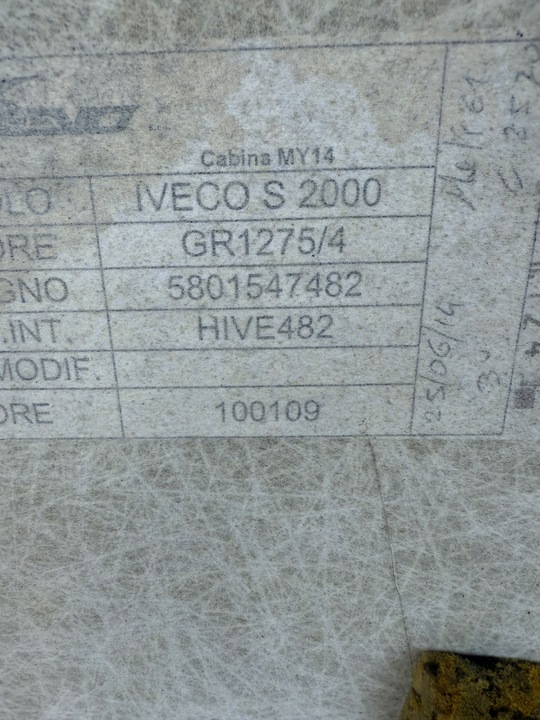 Cabina MY14
OLO IVECO S 2000
ORE GR1275/4
GNO 5801547482
.INT. HIVE482
MODIF.
ORE 100109
25/06/14